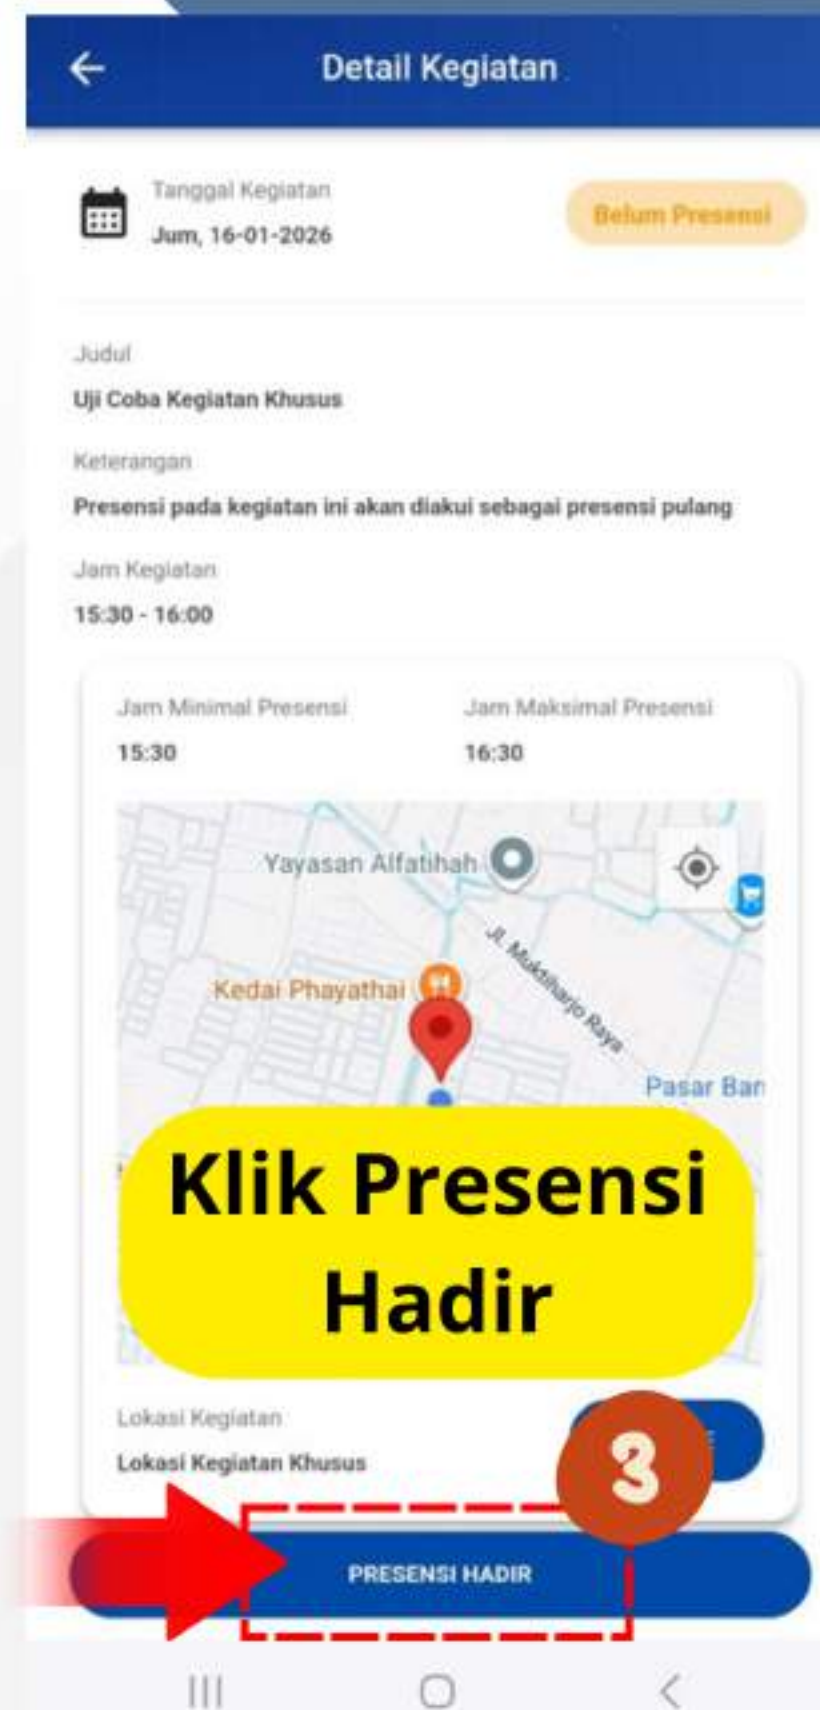 Detail Kegiatan
Tanggal Kegiatan
Jum, 16-01-2026
Belum Presensi
Judul
Uji Coba Kegiatan Khusus
Keterangan
Presensi pada kegiatan ini akan diakui sebagai presensi pulang
Jam Kegiatan
15:30 - 16:00
Jam Minimal Presensi
Jam Maksimal Presensi
15:30
16:30
Yayasan Alfatihah
Jl. Muktiharjo Raya
Kedai Phayathai
Pasar Ban
Klik Presensi
Hadir
Lokasi Kegiatan
Lokasi Kegiatan Khusus
3
PRESENSI HADIR